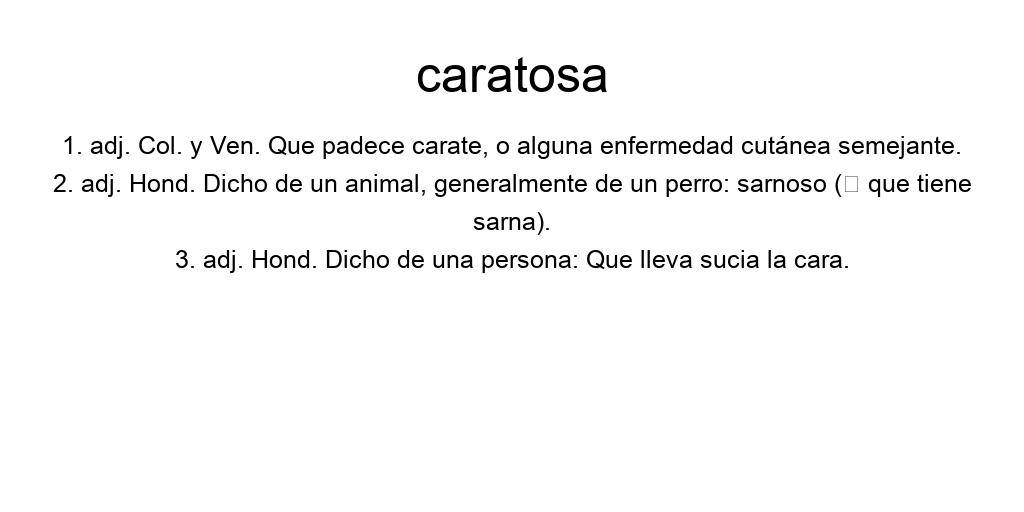 caratosa
1. adj. Col. y Ven. Que padece carate, o alguna enfermedad cutánea semejante.
2. adj. Hond. Dicho de un animal, generalmente de un perro: sarnoso (□ que tiene
sarna).
3. adj. Hond. Dicho de una persona: Que lleva sucia la cara.